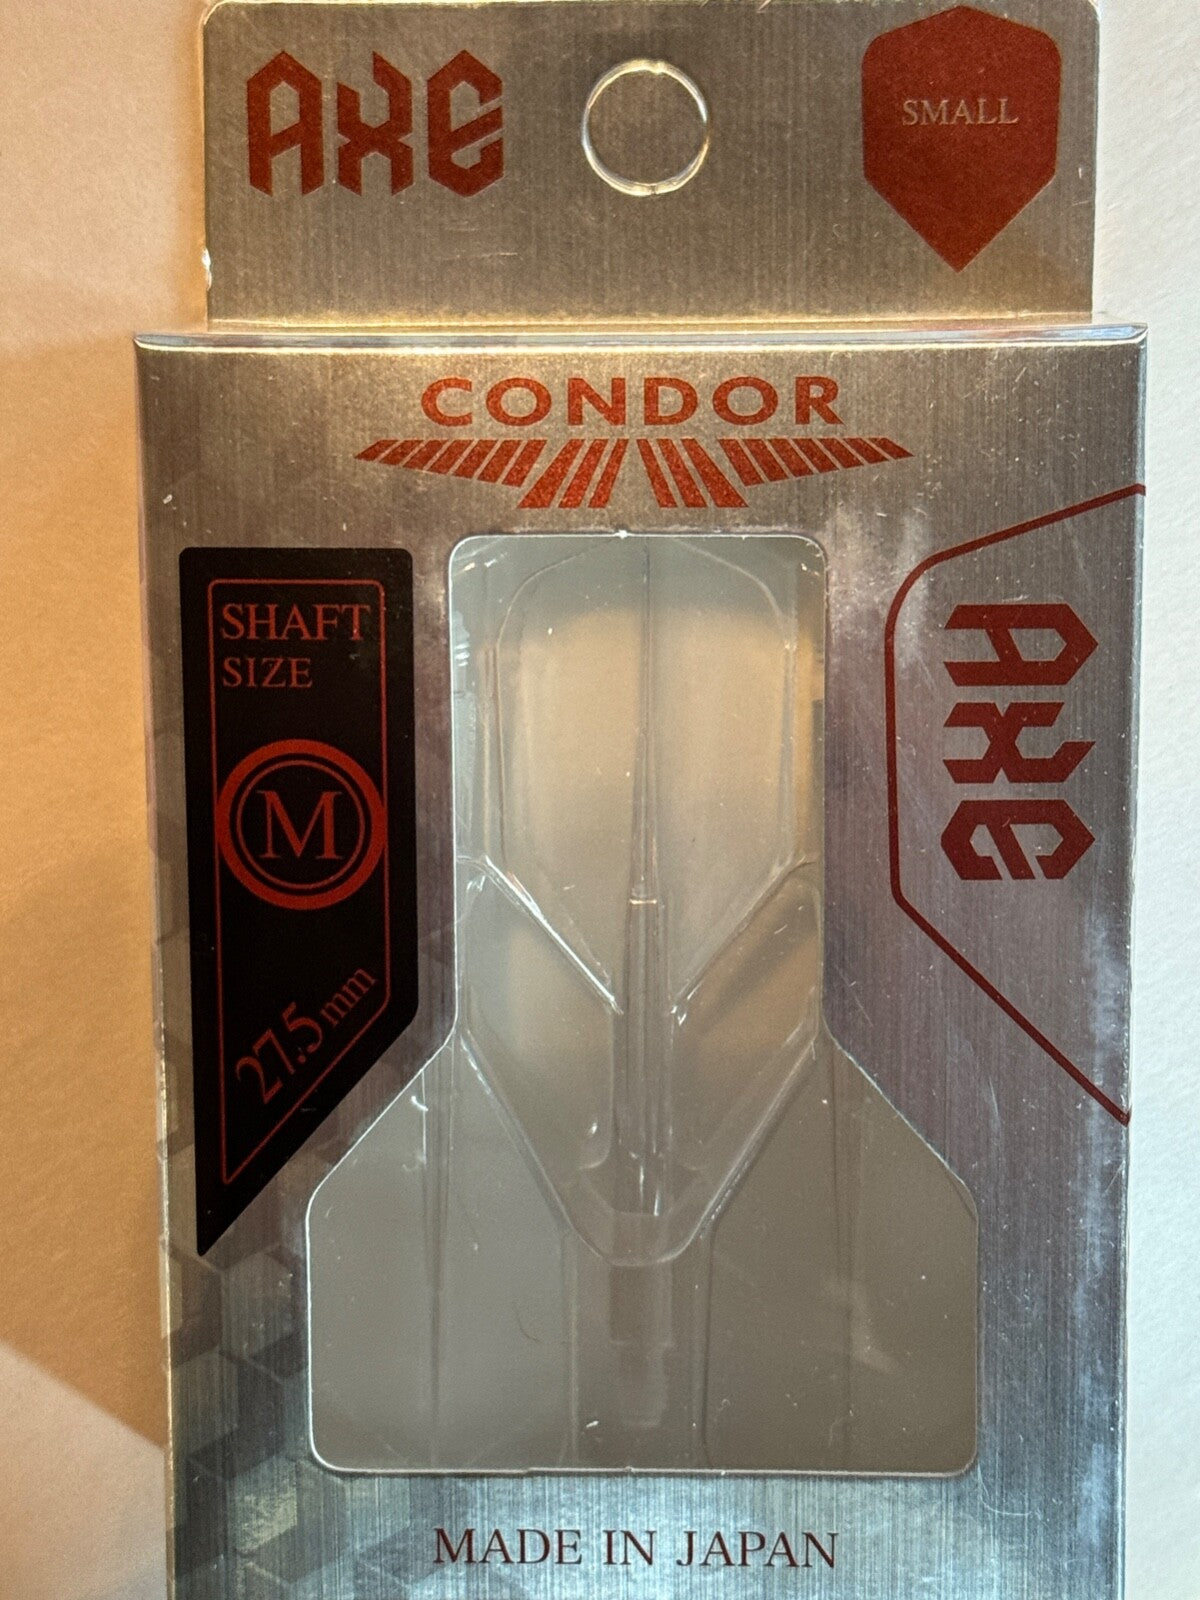 AXE
SMALL
CONDOR
SHAFT
SIZE
M
27.5mm
AXE
MADE IN JAPAN